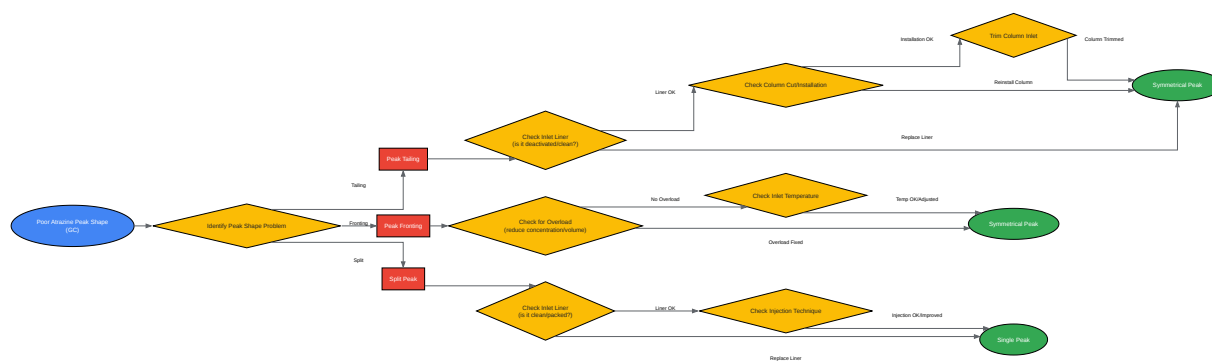 Trim Column Inlet
Installation OK
Column Trimmed
Check Column Cut/Installation
Reinstall Column
Symmetrical Peak
Liner OK
Check Inlet Liner
(is it deactivated/clean?)
Replace Liner
Peak Tailing
Tailing
Check Inlet Temperature
No Overload
Temp OK/Adjusted
Poor Atrazine Peak Shape
(GC)
Identify Peak Shape Problem
Fronting
Peak Fronting
Check for Overload
(reduce concentration/volume)
Symmetrical Peak
Overload Fixed
Split
Split Peak
Check Inlet Liner
(is it clean/packed?)
Liner OK
Check Injection Technique
Injection OK/Improved
Single Peak
Replace Liner